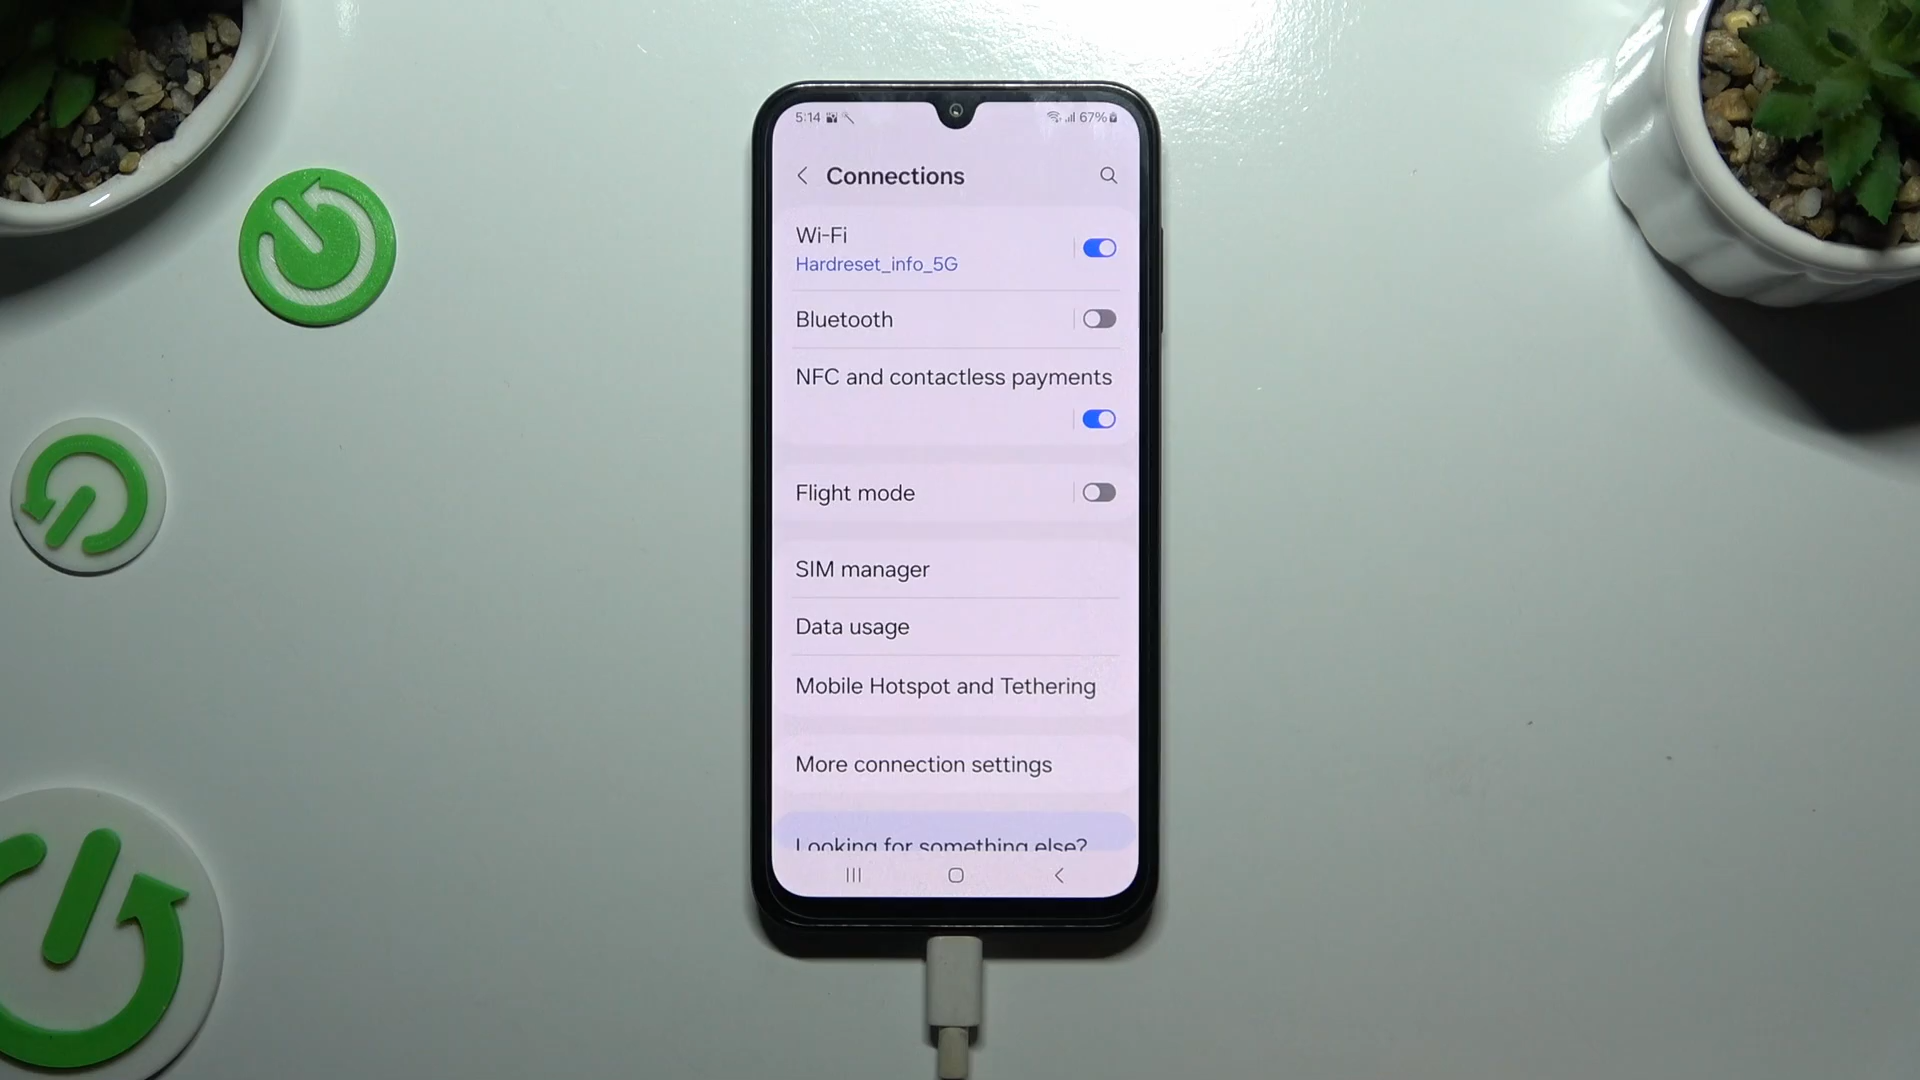 5:14 67%
Connections
Wi-Fi
Hardreset_info_5G
Bluetooth
NFC and contactless payments
Flight mode
SIM manager
Data usage
Mobile Hotspot and Tethering
More connection settings
Looking for something else?